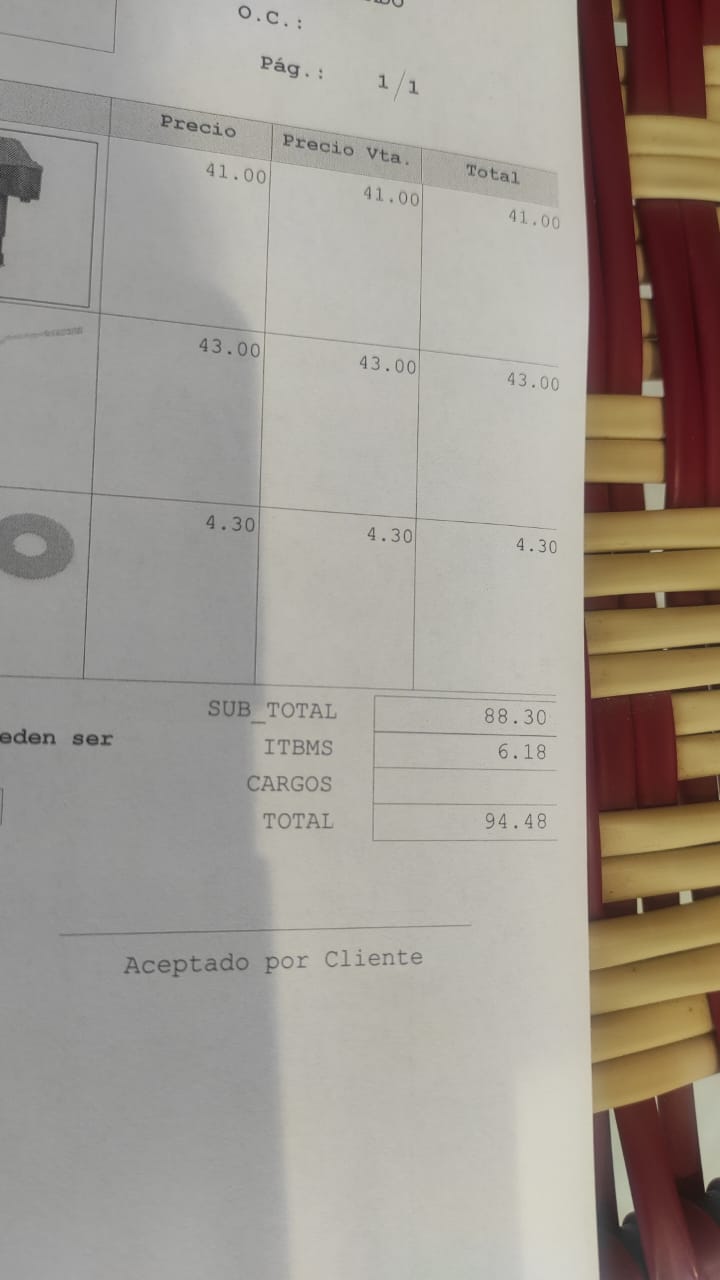 O.C.:
Pág.: 1/1
Precio Precio Vta. Total
41.00 41.00 41.00
43.00 43.00 43.00
4.30 4.30 4.30
SUB_TOTAL 88.30
eden ser
ITBMS 6.18
CARGOS
TOTAL 94.48
Aceptado por Cliente